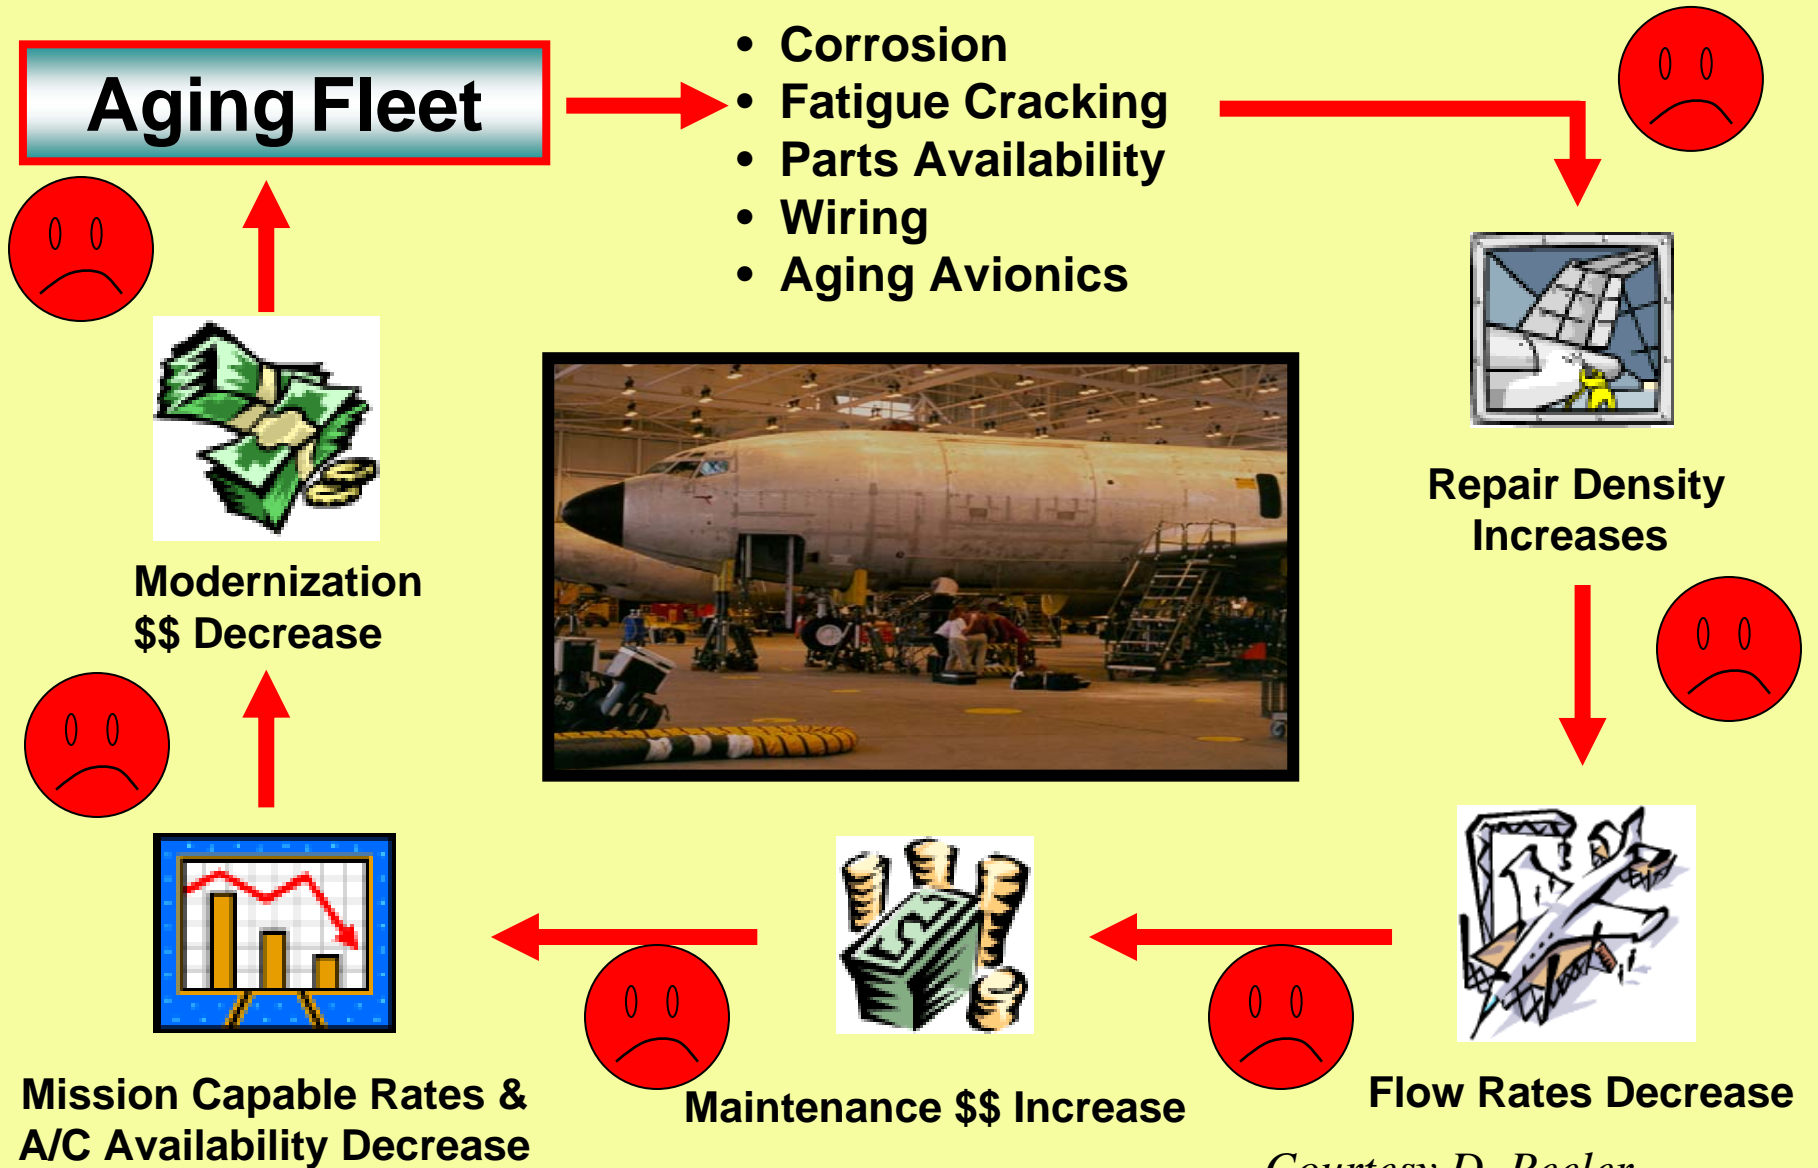 Aging Fleet
• Corrosion
• Fatigue Cracking
• Parts Availability
• Wiring
• Aging Avionics
Repair Density
Increases
Modernization
$$ Decrease
Flow Rates Decrease
Maintenance $$ Increase
Mission Capable Rates &
A/C Availability Decrease
Courtesy D.